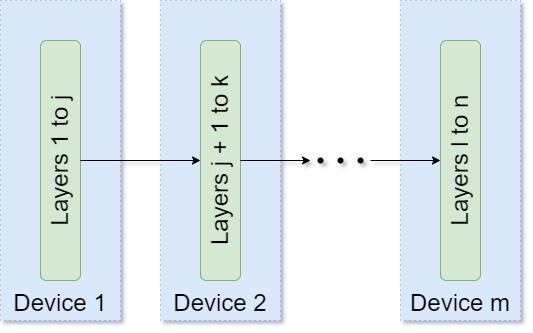 Layers 1 to j
Layers j + 1 to k
Layers l to n
Device 1
Device 2
Device m